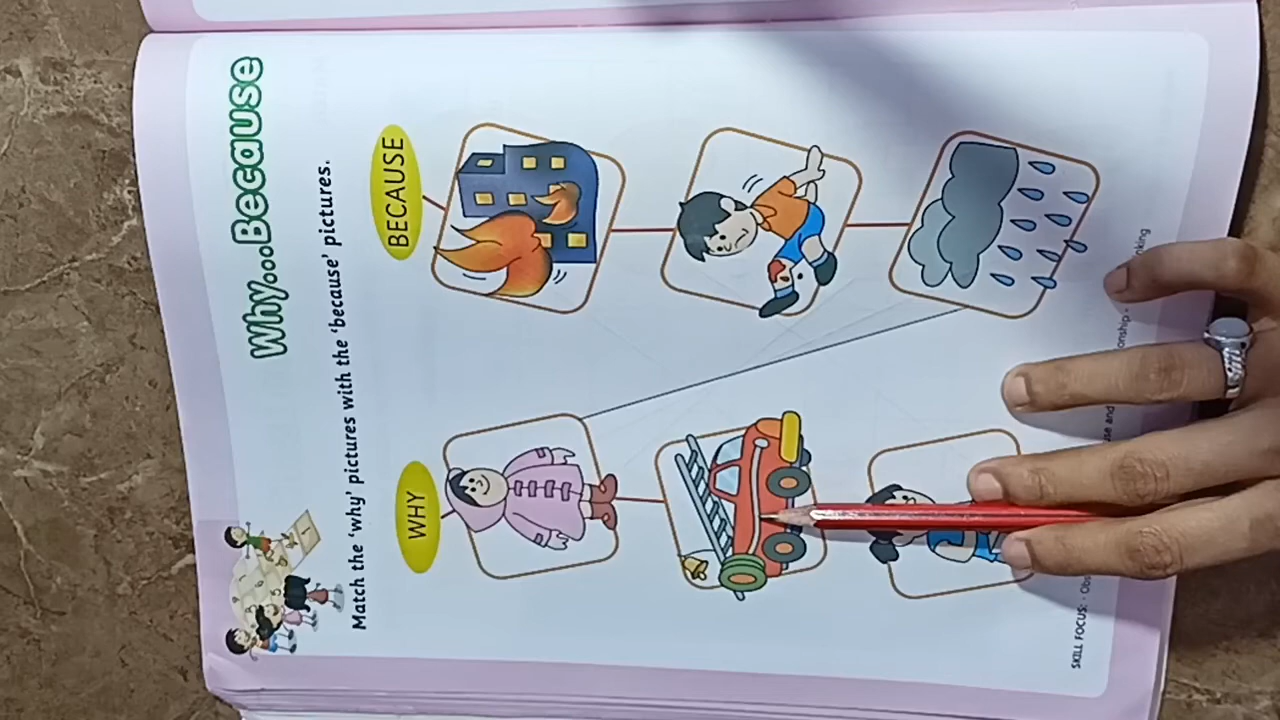 Why...Because
Match the 'why' pictures with the 'because' pictures.
WHY
BECAUSE
SKILL FOCUS: •